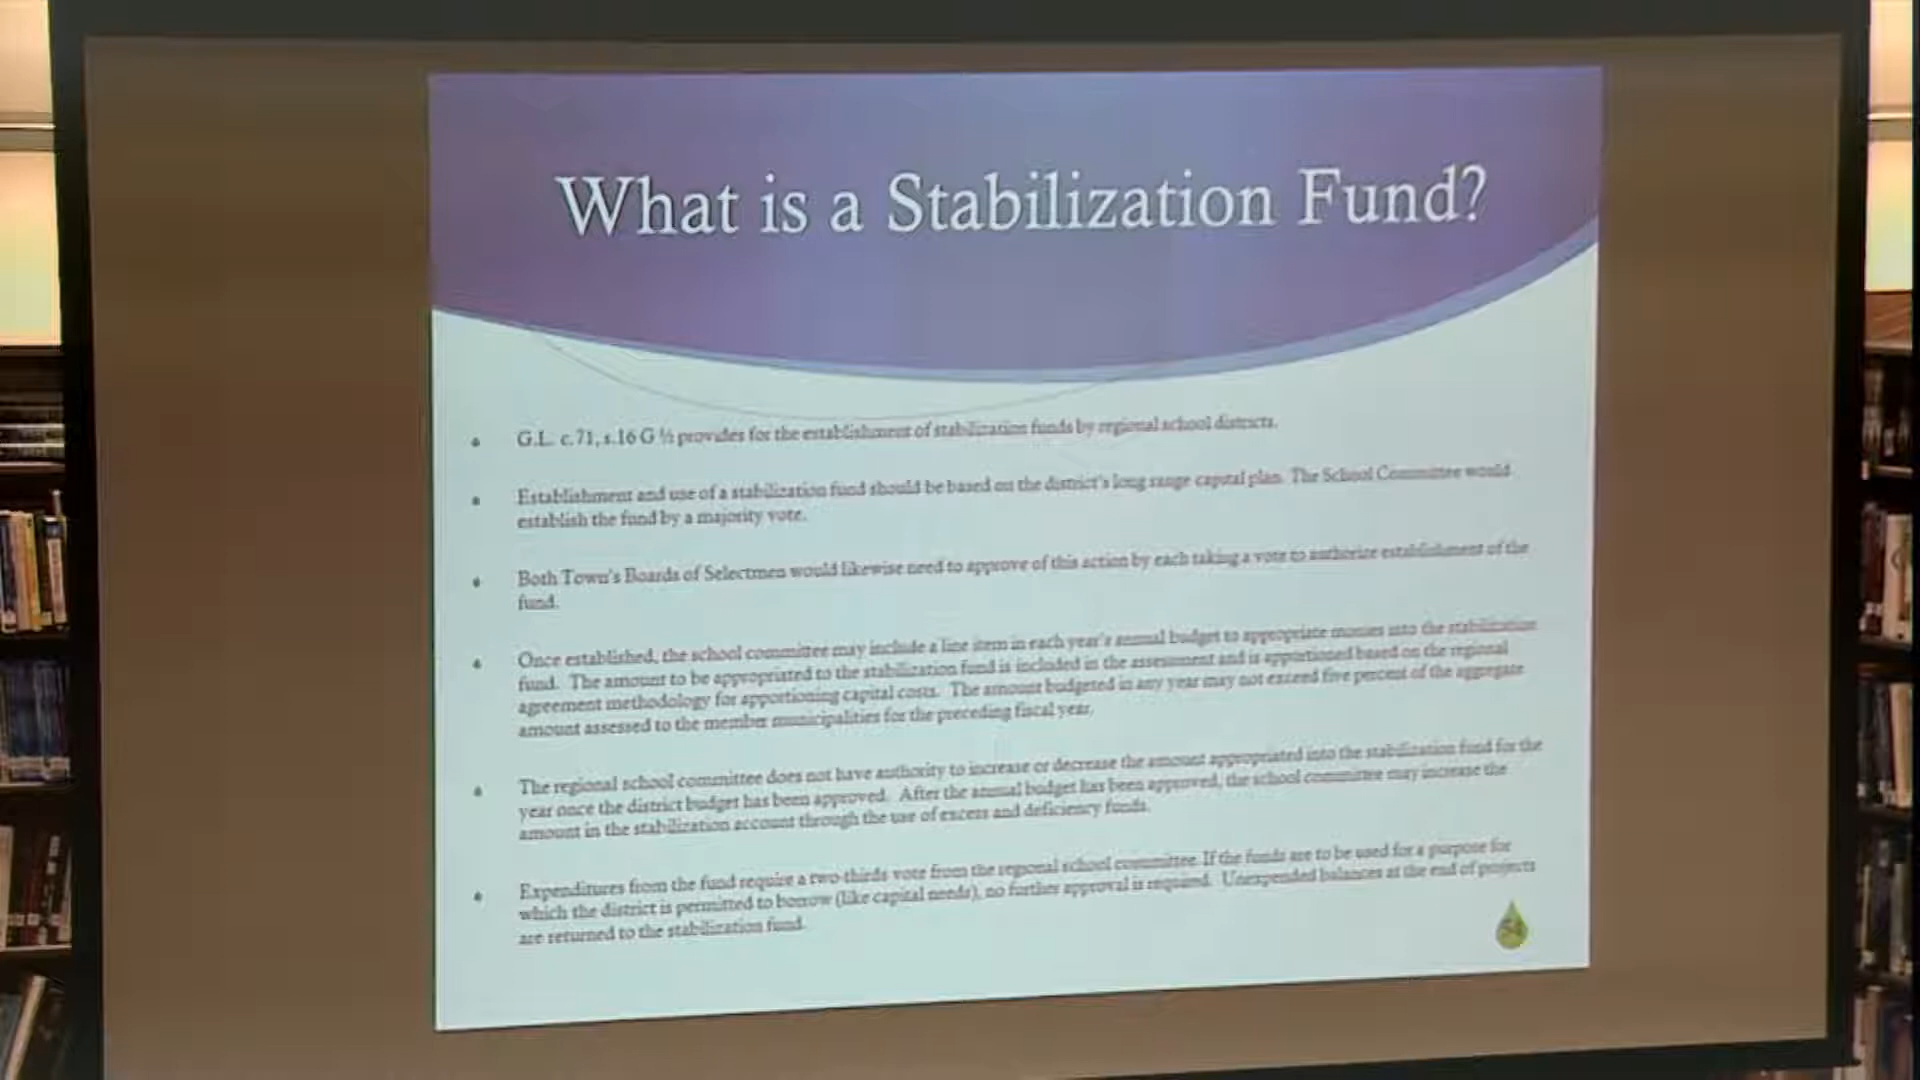 What is a Stabilization Fund?
G.L. c.71, s.16 G ½ provides for the establishment of stabilization funds by regional school districts.
Establishment and use of a stabilization fund should be based on the district's long range capital plan. The School Committee would
establish the fund by a majority vote.
Both Town's Boards of Selectmen would likewise need to approve of this action by each taking a vote to authorize establishment of the
fund.
Once established, the school committee may include a line item in each year's annual budget to appropriate monies into the stabilization
fund. The amount to be appropriated to the stabilization fund is included in the assessment and is apportioned based on the regional
agreement methodology for apportioning capital costs. The amount budgeted in any year may not exceed five percent of the aggregate
amount assessed to the member municipalities for the preceding fiscal year.
The regional school committee does not have authority to increase or decrease the amount appropriated into the stabilization fund for the
year once the district budget has been approved. After the annual budget has been approved, the school committee may increase the
amount in the stabilization account through the use of excess and deficiency funds.
Expenditures from the fund require a two-thirds vote from the regional school committee. If the funds are to be used for a purpose for
which the district is permitted to borrow (like capital needs), no further approval is required. Unexpended balances at the end of projects
are returned to the stabilization fund.
54